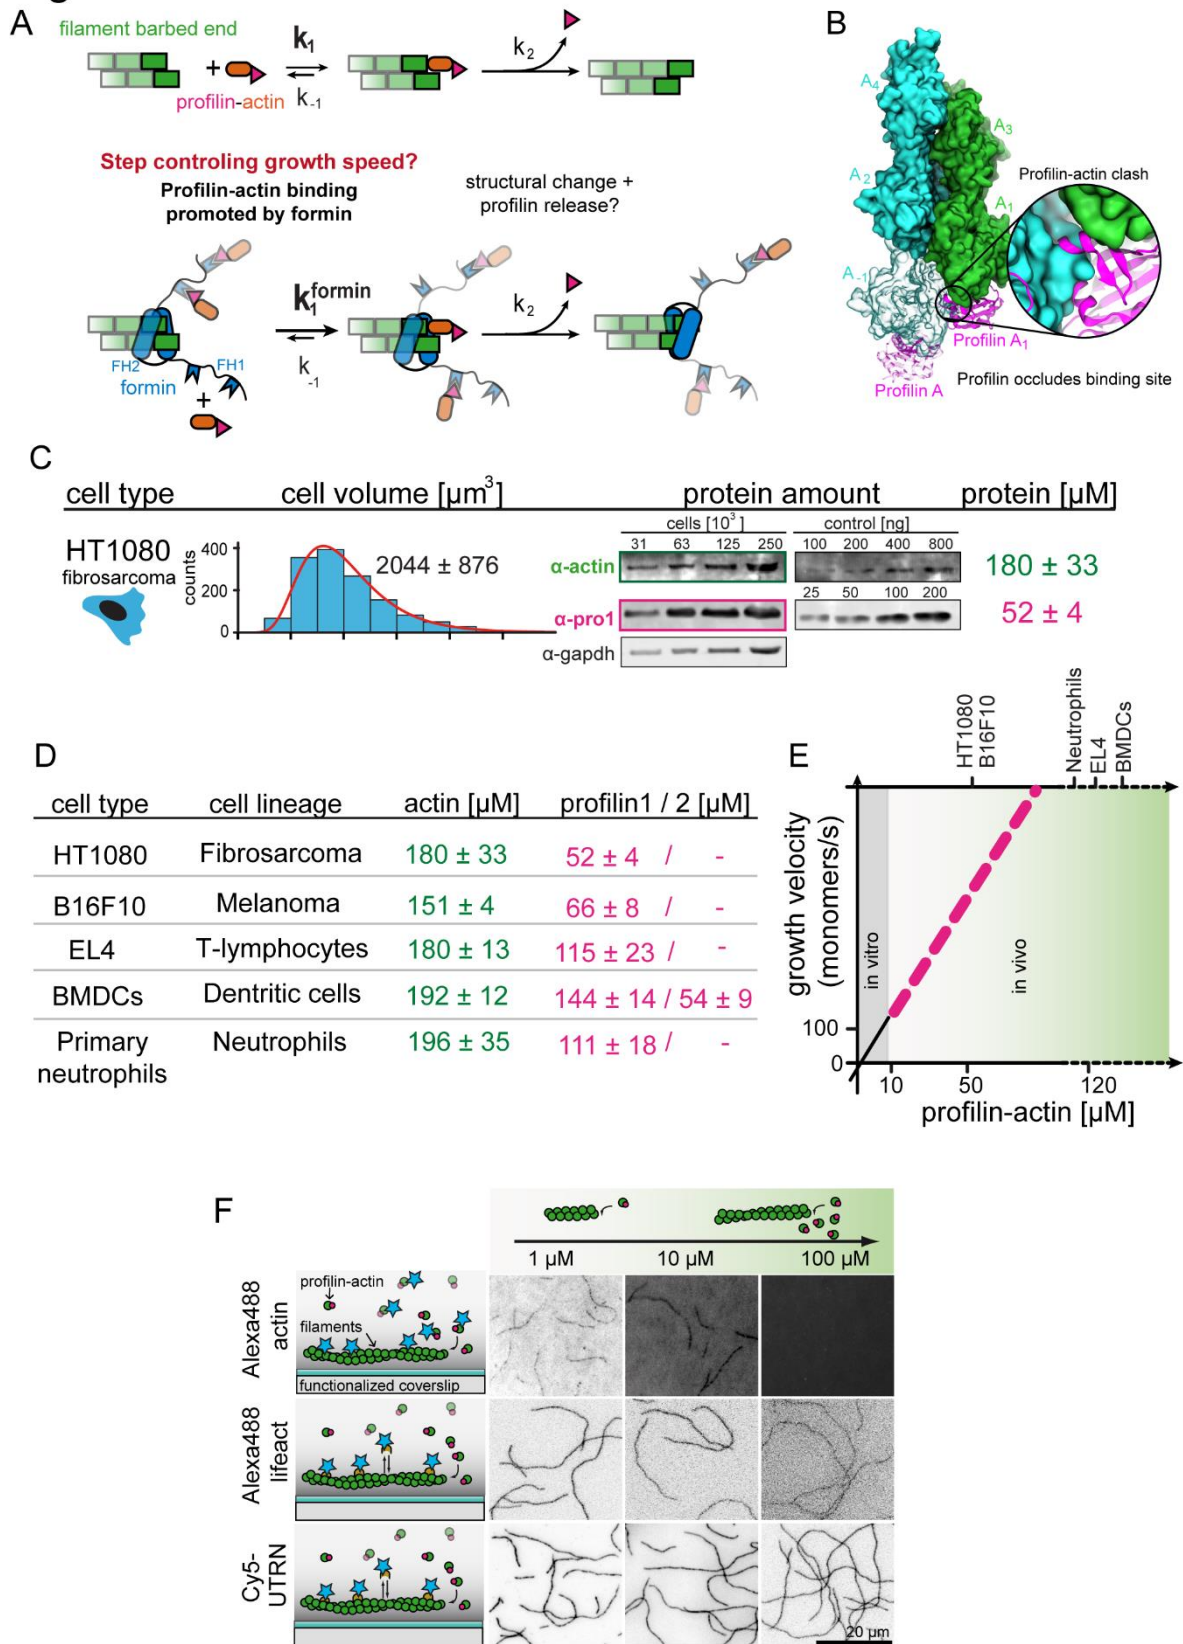 A
filament barbed end
k1
k-1
k2
profilin-actin
Step controling growth speed?
Profilin-actin binding
promoted by formin
structural change +
profilin release?
k1formin
k-1
k2
FH2
FH1
formin
B
A4
A3
A2
A1
A-1
Profilin-actin clash
Profilin A1
Profilin A
Profilin occludes binding site
C
cell type
cell volume [µm3]
protein amount
protein [µM]
HT1080
fibrosarcoma
counts
400
200
0
2044 ± 876
cells [103]
31 63 125 250
control [ng]
100 200 400 800
α-actin
180 ± 33
25 50 100 200
α-pro1
52 ± 4
α-gapdh
D
cell type cell lineage actin [µM] profilin1 / 2 [µM]
HT1080 Fibrosarcoma 180 ± 33 52 ± 4 / -
B16F10 Melanoma 151 ± 4 66 ± 8 / -
EL4 T-lymphocytes 180 ± 13 115 ± 23 / -
BMDCs Dentritic cells 192 ± 12 144 ± 14 / 54 ± 9
Primary
neutrophils
Neutrophils 196 ± 35 111 ± 18 / -
E
HT1080
B16F10
Neutrophils
EL4
BMDCs
growth velocity
(monomers/s)
100
0
in vitro
in vivo
10 50 120
profilin-actin [µM]
F
1 µM 10 µM 100 µM
Alexa488
actin
profilin-actin
filaments
functionalized coverslip
Alexa488
lifeact
Cy5-
UTRN
20 µm